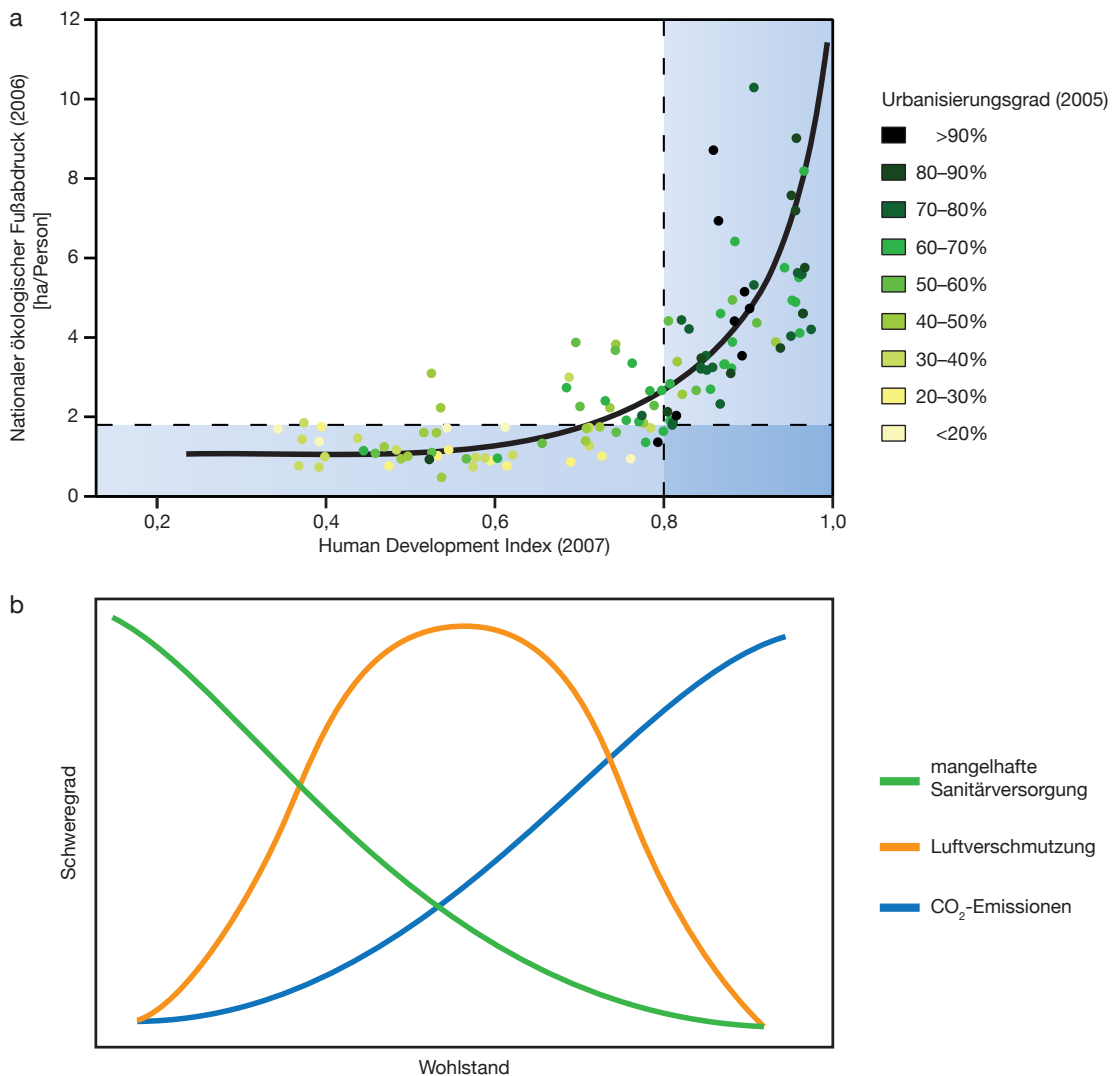 a
Nationaler ökologischer Fußabdruck (2006)
[ha/Person]
12
10
8
6
4
2
0
0,2
0,4
0,6
0,8
1,0
Human Development Index (2007)
Urbanisierungsgrad (2005)
>90%
80–90%
70–80%
60–70%
50–60%
40–50%
30–40%
20–30%
<20%
b
Schweregrad
Wohlstand
mangelhafte
Sanitärversorgung
Luftverschmutzung
CO₂-Emissionen